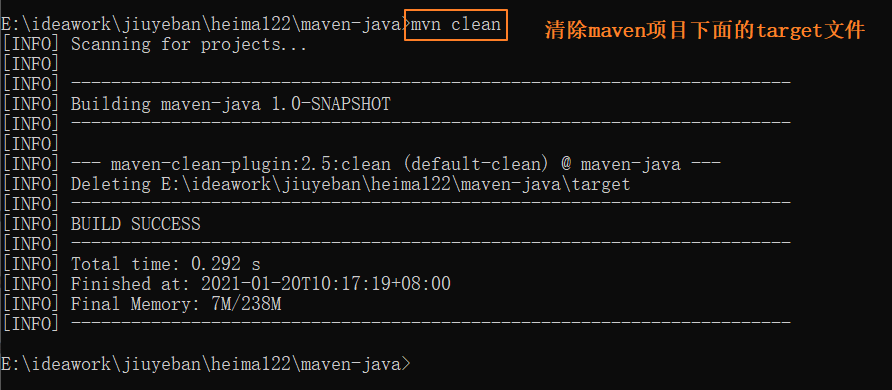 E:\ideawork\jiuyeban\heima122\maven-java>mvn clean 清除maven项目下面的target文件
[INFO] Scanning for projects...
[INFO]
[INFO] ------------------------------------------------------------------------
[INFO] Building maven-java 1.0-SNAPSHOT
[INFO] ------------------------------------------------------------------------
[INFO]
[INFO] --- maven-clean-plugin:2.5:clean (default-clean) @ maven-java ---
[INFO] Deleting E:\ideawork\jiuyeban\heima122\maven-java\target
[INFO] ------------------------------------------------------------------------
[INFO] BUILD SUCCESS
[INFO] ------------------------------------------------------------------------
[INFO] Total time: 0.292 s
[INFO] Finished at: 2021-01-20T10:17:19+08:00
[INFO] Final Memory: 7M/238M
[INFO] ------------------------------------------------------------------------
E:\ideawork\jiuyeban\heima122\maven-java>